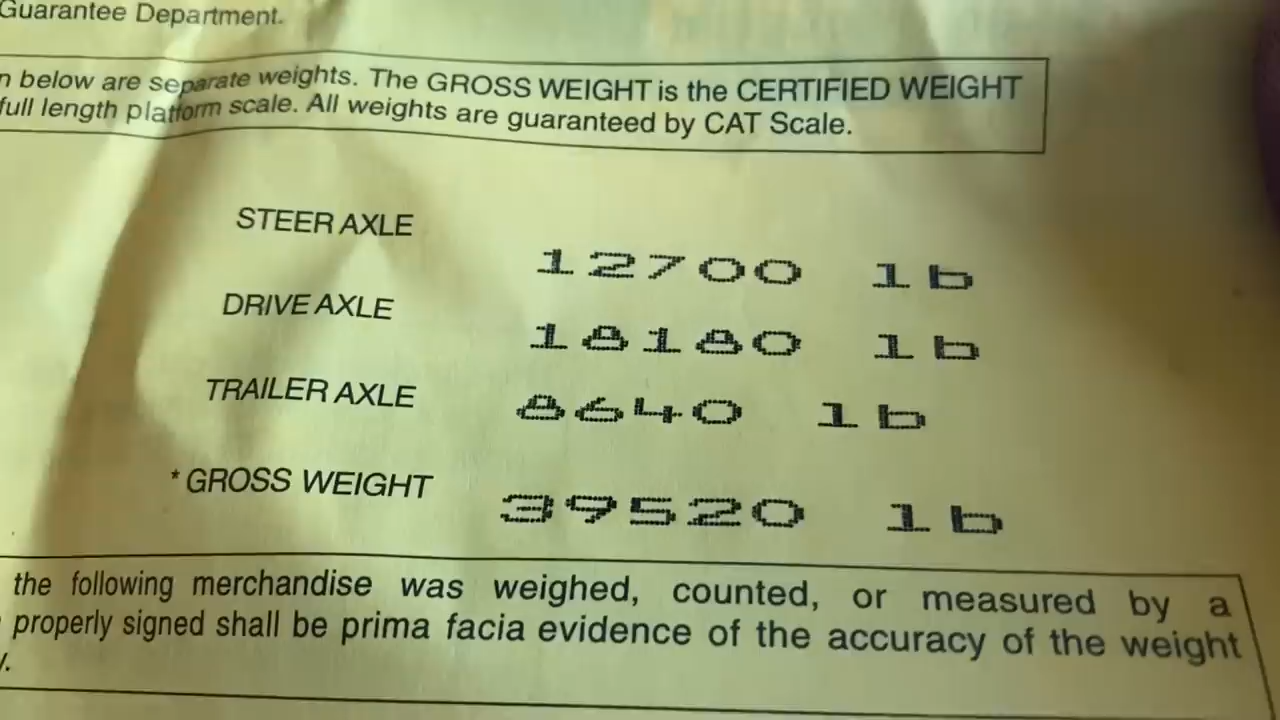 Guarantee Department.
n below are separate weights. The GROSS WEIGHT is the CERTIFIED WEIGHT
full length platform scale. All weights are guaranteed by CAT Scale.
STEER AXLE 12700 lb
DRIVE AXLE 18180 lb
TRAILER AXLE 8640 lb
* GROSS WEIGHT 39520 lb
the following merchandise was weighed, counted, or measured by a
properly signed shall be prima facia evidence of the accuracy of the weight